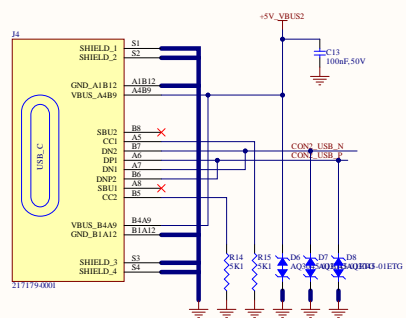 +5V_VBUS2
J4
SHIELD_1 S1
SHIELD_2 S2
C13
100nF,50V
GND_A1B12 A1B12
VBUS_A4B9 A4B9
USB_C
SBU2 B8
CC1 A5
DN2 B7 CON2_USB_N
DP1 A6 CON2_USB_P
DN1 A7
DNP2 B6
SBU1 A8
CC2 B5
VBUS_B4A9 B4A9
GND_B1A12 B1A12
SHIELD_3 S3
SHIELD_4 S4
R14 R15 D6 D7 D8
5K1 5K1
217179-0001